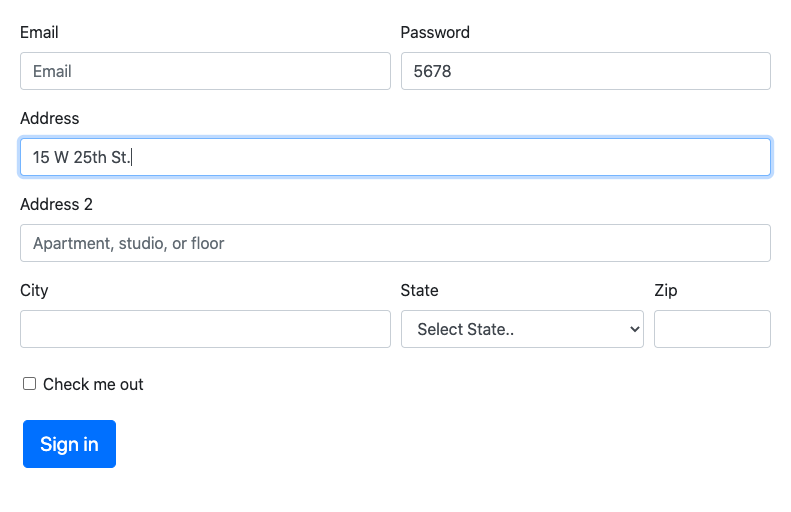 Email Password
Email 5678
Address
15 W 25th St.
Address 2
Apartment, studio, or floor
City State Zip
Select State..
Check me out
Sign in